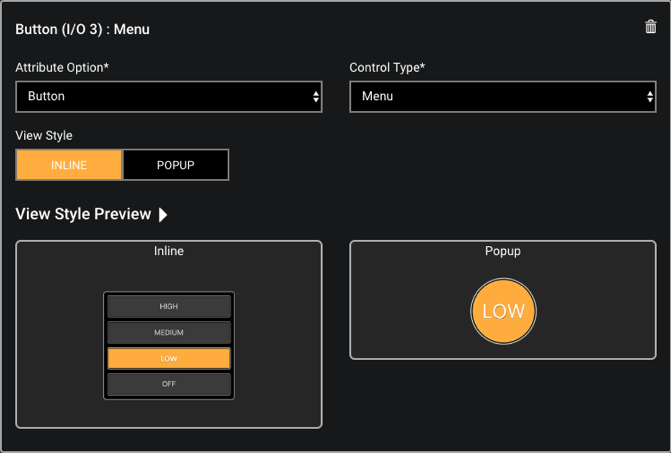 Button (I/O 3) : Menu
Attribute Option*
Control Type*
Button
Menu
View Style
INLINE
POPUP
View Style Preview
Inline
Popup
HIGH
MEDIUM
LOW
OFF
LOW